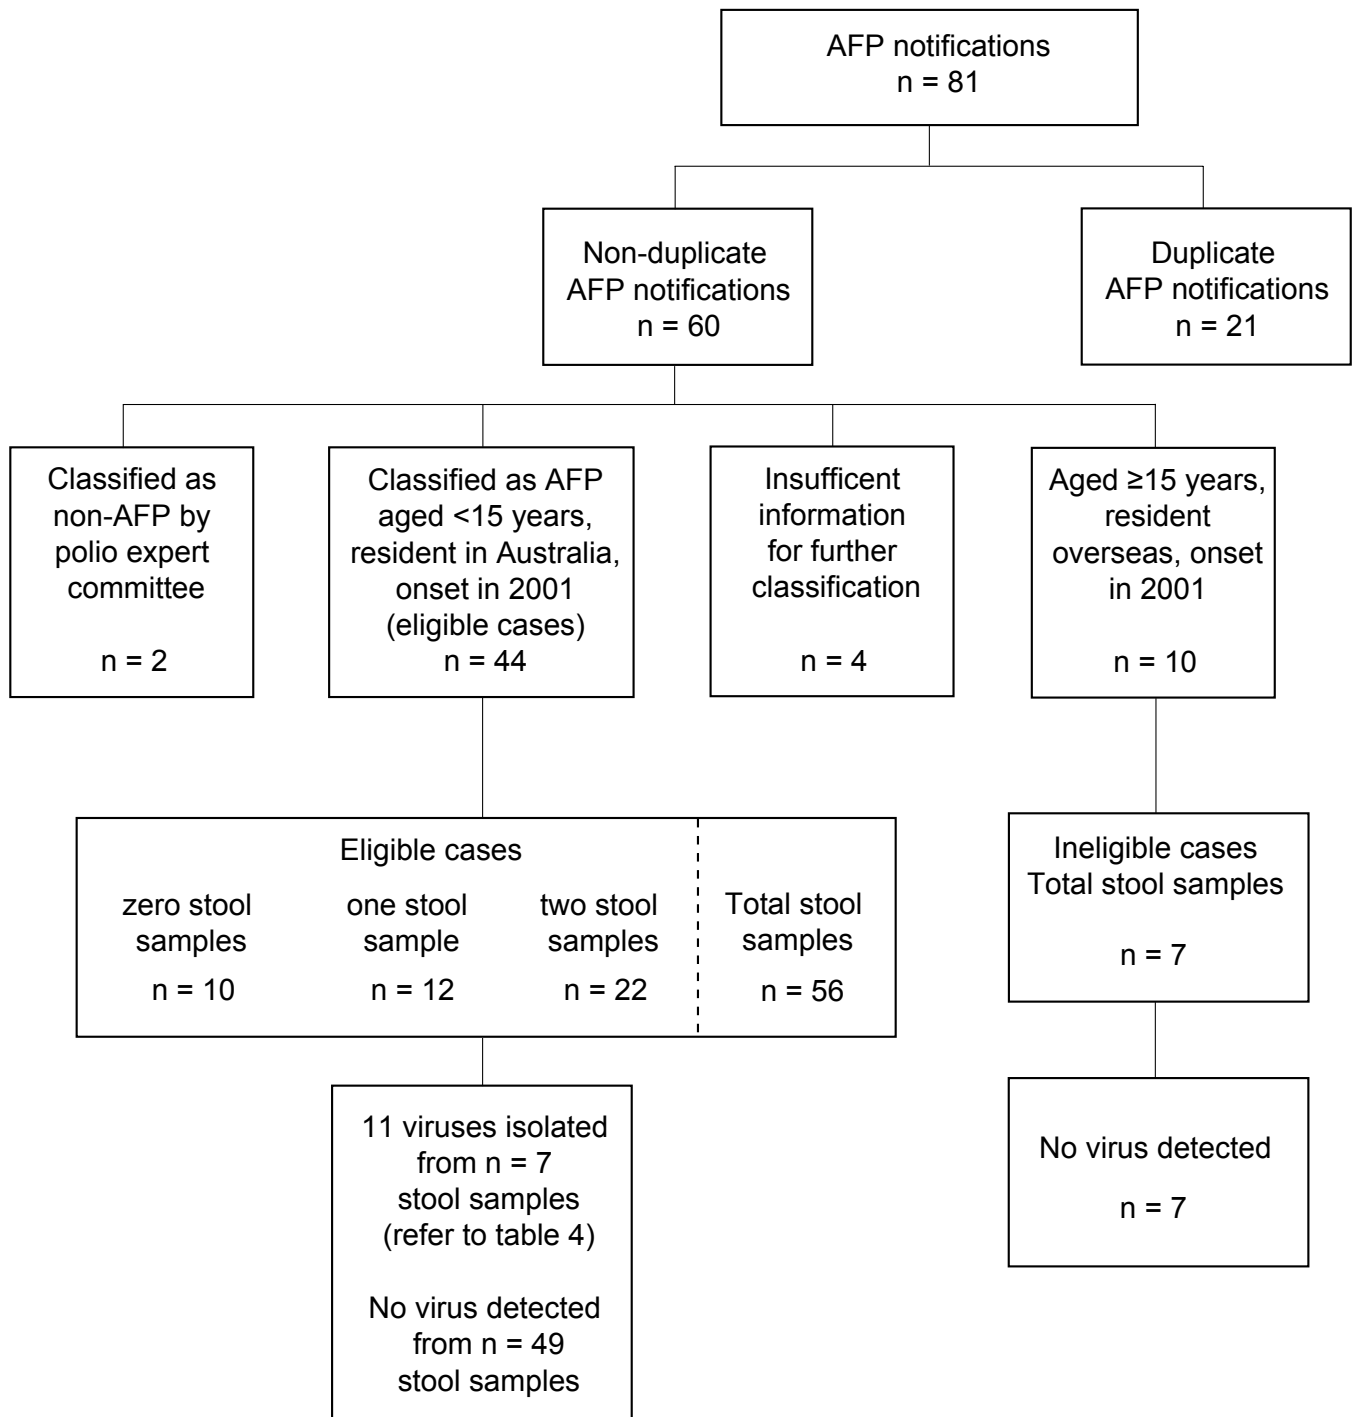 AFP notifications
n = 81
Non-duplicate
AFP notifications
n = 60
Duplicate
AFP notifications
n = 21
Classified as
non-AFP by
polio expert
committee
n = 2
Classified as AFP
aged <15 years,
resident in Australia,
onset in 2001
(eligible cases)
n = 44
Insufficent
information
for further
classification
n = 4
Aged ≥15 years,
resident
overseas, onset
in 2001
n = 10
Eligible cases
zero stool
samples
n = 10
one stool
sample
n = 12
two stool
samples
n = 22
Total stool
samples
n = 56
Ineligible cases
Total stool samples
n = 7
11 viruses isolated
from n = 7
stool samples
(refer to table 4)
No virus detected
from n = 49
stool samples
No virus detected
n = 7